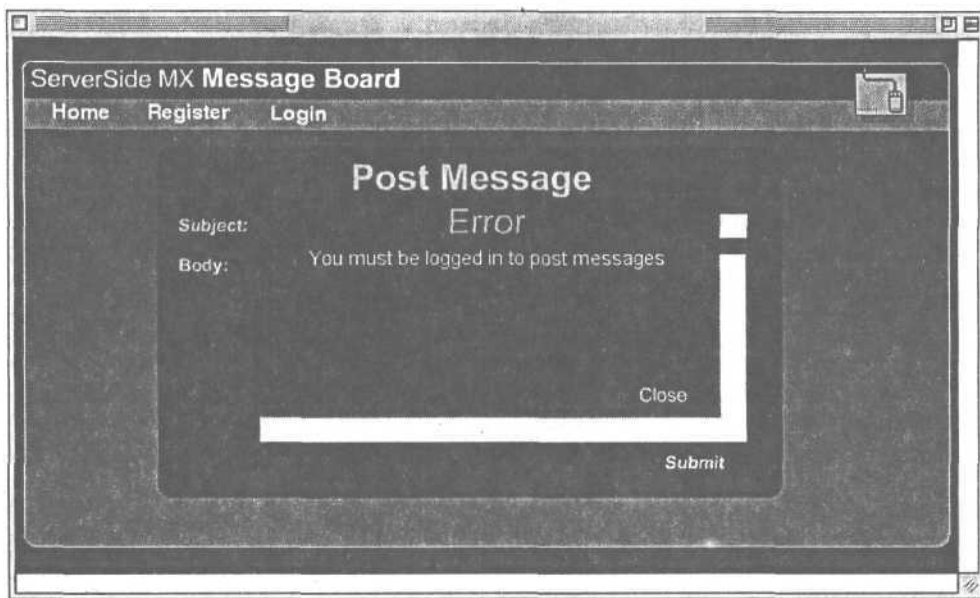 ServerSide MX Message Board
Home Register Login
Post Message
Error
Subject:
You must be logged in to post messages
Body:
Close
Submit